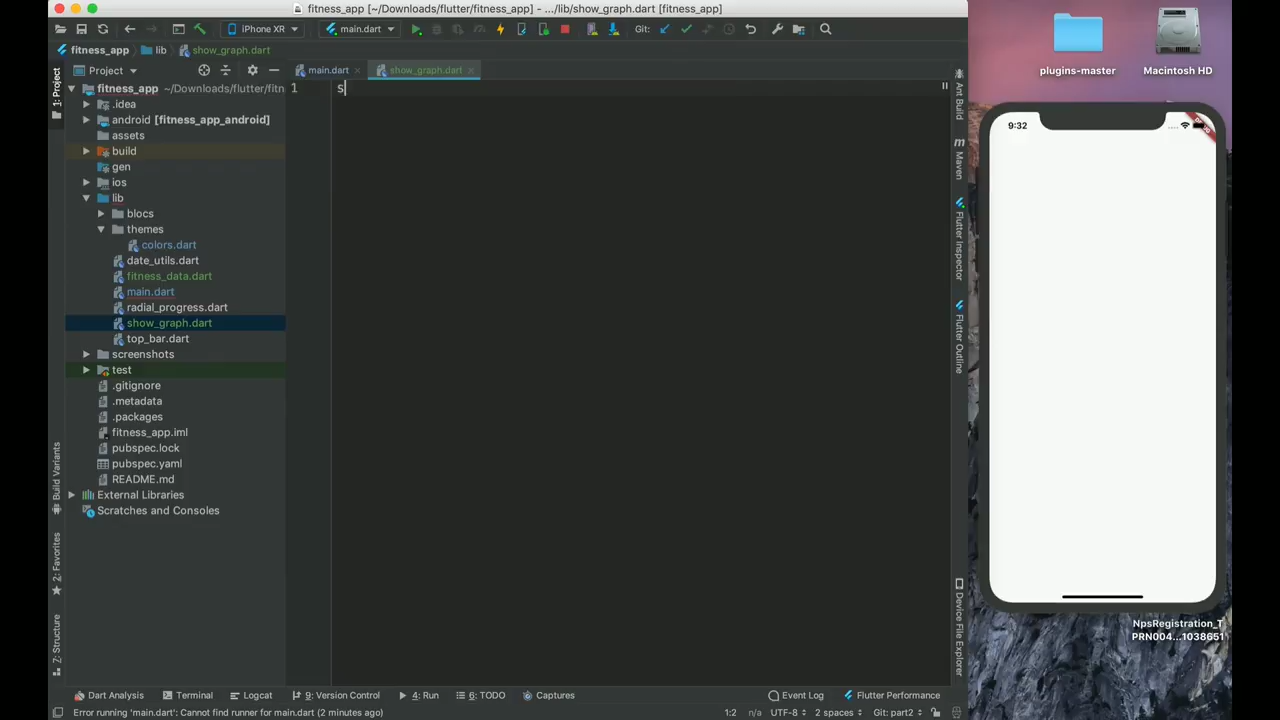 fitness_app [~/Downloads/flutter/fitness_app] - .../lib/show_graph.dart [fitness_app]
iPhone XR
main.dart
Git:
fitness_app
lib
show_graph.dart
1: Project
Project
main.dart
show_graph.dart
fitness_app ~/Downloads/flutter/fitn
1
s
.idea
android [fitness_app_android]
assets
build
gen
ios
lib
blocs
themes
colors.dart
date_utils.dart
fitness_data.dart
main.dart
radial_progress.dart
show_graph.dart
top_bar.dart
screenshots
test
.gitignore
.metadata
.packages
fitness_app.iml
pubspec.lock
pubspec.yaml
README.md
External Libraries
Scratches and Consoles
Build Variants
2: Favorites
7: Structure
Ant Build
m
Maven
Flutter Inspector
Flutter Outline
Device File Explorer
plugins-master
Macintosh HD
9:32
NpsRegistration_T
PRN004...1038651
Dart Analysis
Terminal
Logcat
9: Version Control
4: Run
6: TODO
Captures
Event Log
Flutter Performance
Error running 'main.dart': Cannot find runner for main.dart (2 minutes ago)
1:2
n/a
UTF-8
2 spaces
Git: part2